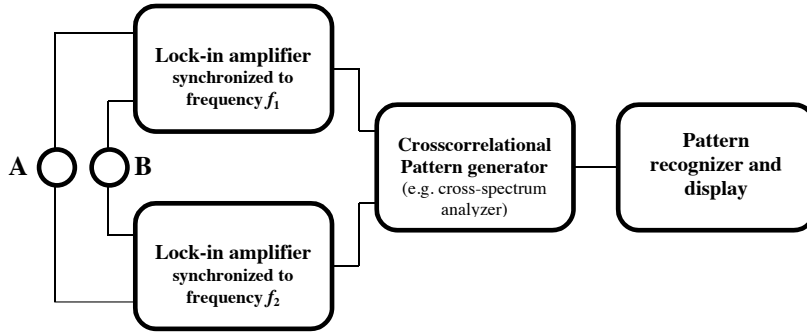 Lock-in amplifier
synchronized to
frequency f1
A
B
Lock-in amplifier
synchronized to
frequency f2
Crosscorrelational
Pattern generator
(e.g. cross-spectrum
analyzer)
Pattern
recognizer and
display